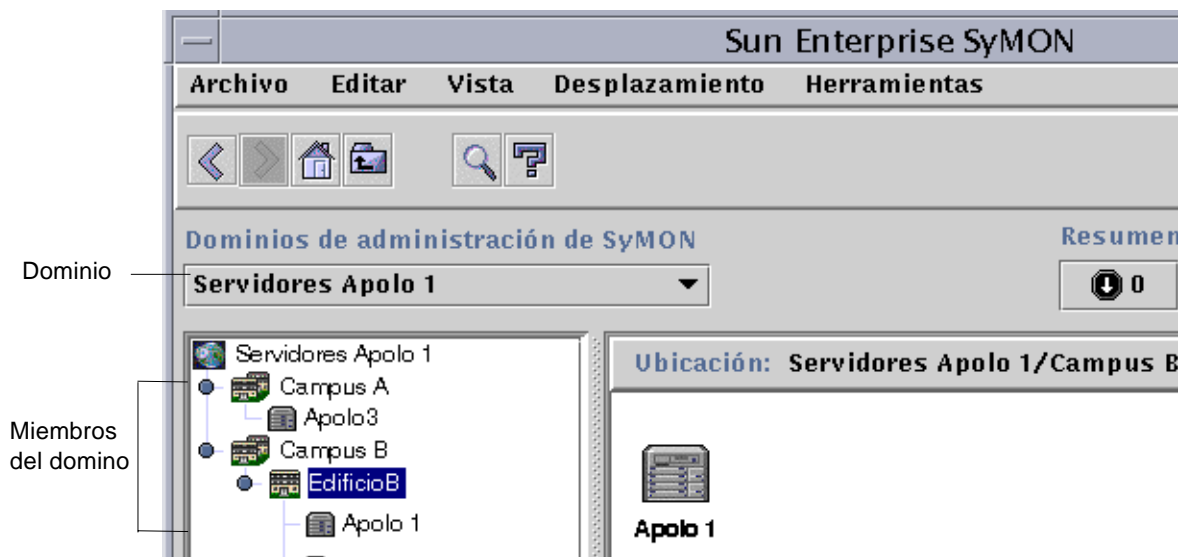 Sun Enterprise SyMON
Archivo Editar Vista Desplazamiento Herramientas
Dominios de administración de SyMON
Resumen
Dominio
Servidores Apolo 1
0
Servidores Apolo 1
Campus A
Apolo3
Campus B
EdificioB
Apolo 1
Miembros
del domino
Ubicación: Servidores Apolo 1/Campus B
Apolo 1